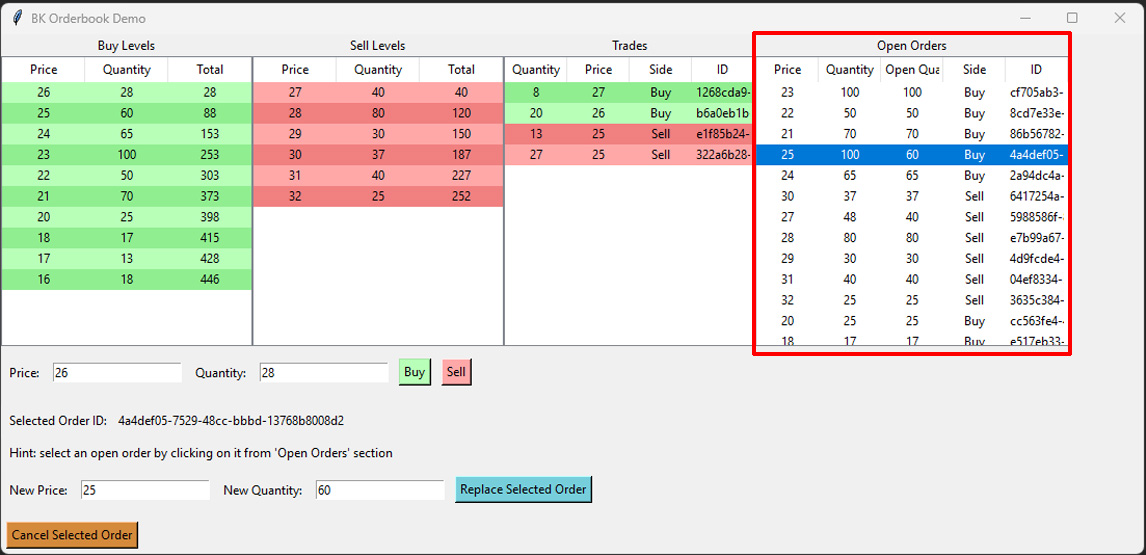 BK Orderbook Demo
Buy Levels Sell Levels Trades Open Orders
Price Quantity Total Price Quantity Total Quantity Price Side ID Price Quantity Open Qua Side ID
26 28 28 27 40 40 8 27 Buy 1268cda9- 23 100 100 Buy cf705ab3-
25 60 88 28 80 120 20 26 Buy b6a0eb1b 22 50 50 Buy 8cd7e33e-
24 65 153 29 30 150 13 25 Sell e1f85b24- 21 70 70 Buy 86b56782-
23 100 253 30 37 187 27 25 Sell 322a6b28- 25 100 60 Buy 4a4def05-
22 50 303 31 40 227 24 65 65 Buy 2a94dc4a-
21 70 373 32 25 252 30 37 37 Sell 6417254a-
20 25 398 27 48 40 Sell 5988586f-
18 17 415 28 80 80 Sell e7b99a67-
17 13 428 29 30 30 Sell 4d9fcde4-
16 18 446 31 40 40 Sell 04ef8334-
32 25 25 Sell 3635c384-
20 25 25 Buy cc563fe4-
18 17 17 Buy e517eb33-
Price: 26 Quantity: 28 Buy Sell
Selected Order ID: 4a4def05-7529-48cc-bbbd-13768b8008d2
Hint: select an open order by clicking on it from 'Open Orders' section
New Price: 25 New Quantity: 60 Replace Selected Order
Cancel Selected Order